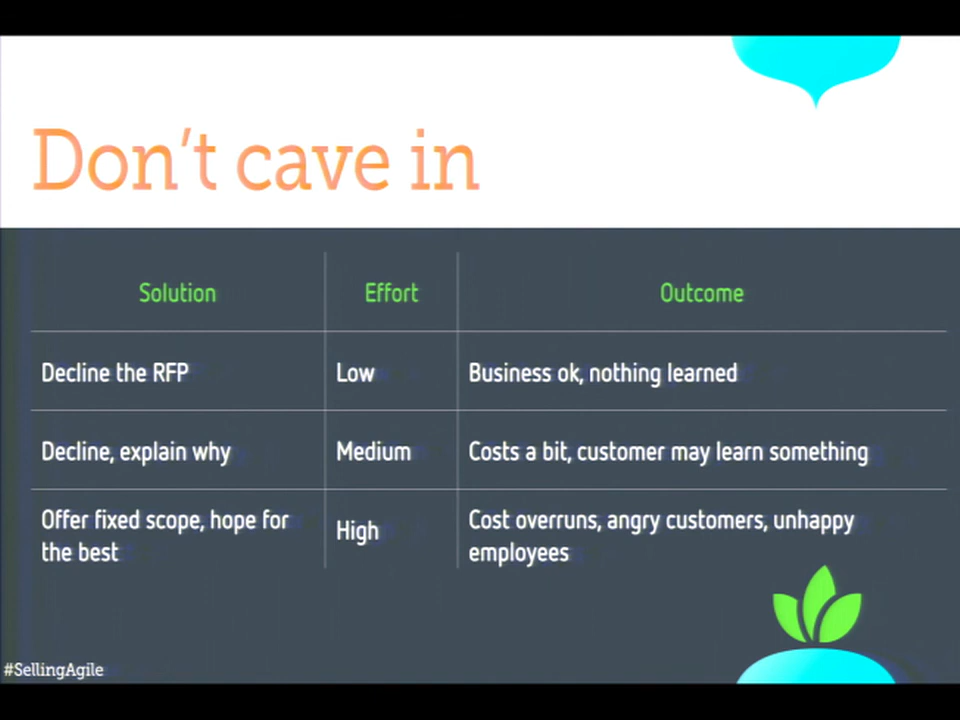 Don't cave in
Solution Effort Outcome
Decline the RFP Low Business ok, nothing learned
Decline, explain why Medium Costs a bit, customer may learn something
Offer fixed scope, hope for
the best
High
Cost overruns, angry customers, unhappy
employees
#SellingAgile